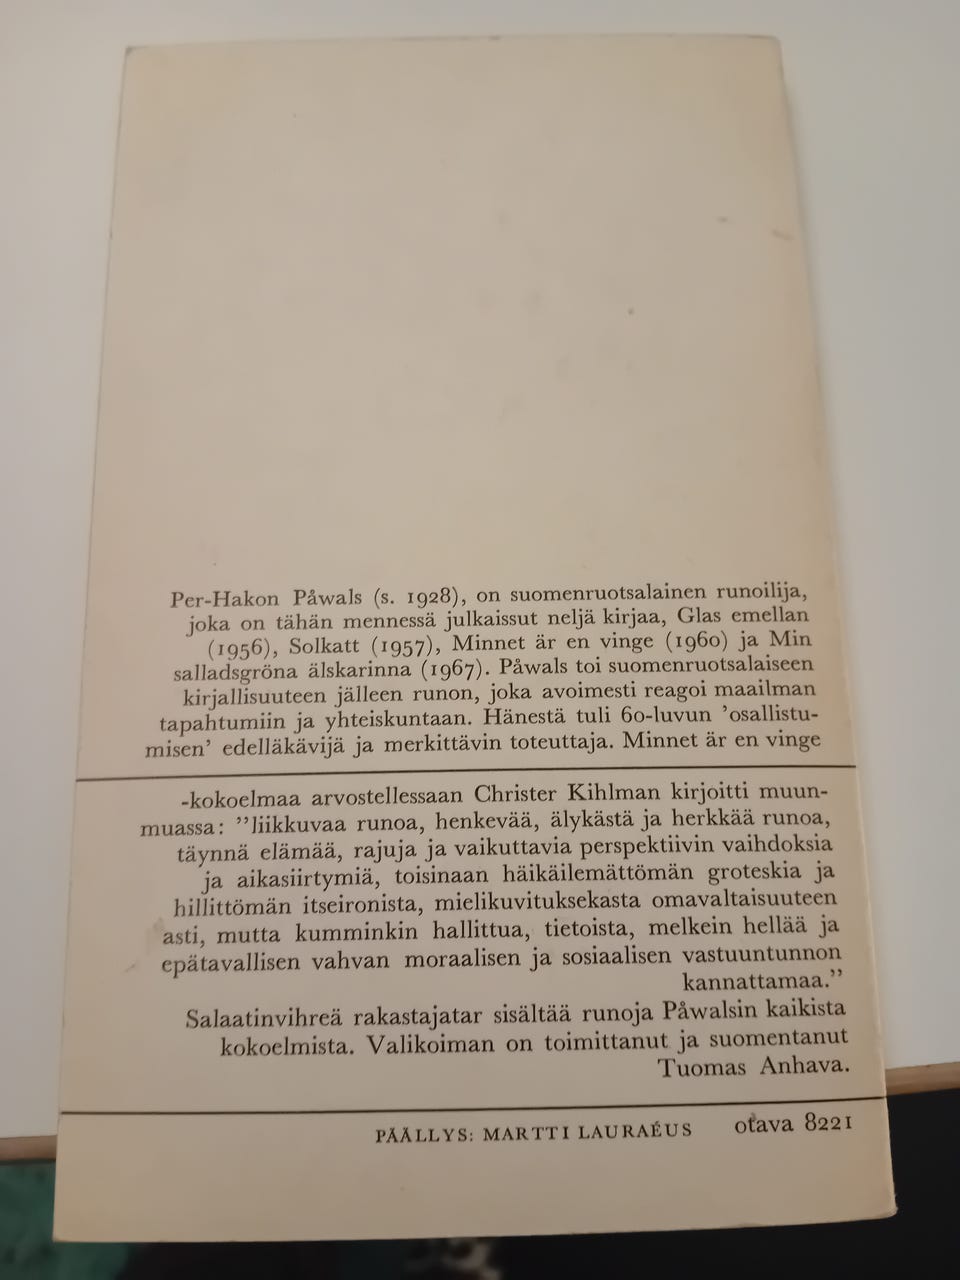 Per-Hakon Påwals (s. 1928), on suomenruotsalainen runoilija,
joka on tähän mennessä julkaissut neljä kirjaa, Glas emellan
(1956), Solkatt (1957), Minnet är en vinge (1960) ja Min
salladsgröna älskarinna (1967). Påwals toi suomenruotsalaiseen
kirjallisuuteen jälleen runon, joka avoimesti reagoi maailman
tapahtumiin ja yhteiskuntaan. Hänestä tuli 60-luvun ’osallistu-
misen’ edelläkävijä ja merkittävin toteuttaja. Minnet är en vinge
-kokoelmaa arvostellessaan Christer Kihlman kirjoitti muun-
muassa: ”liikkuvaa runoa, henkevää, älykästä ja herkkää runoa,
täynnä elämää, rajuja ja vaikuttavia perspektiivin vaihdoksia
ja aikasiirtymiä, toisinaan häikäilemättömän groteskia ja
hillittömän itseironista, mielikuvituksekasta omavaltaisuuteen
asti, mutta kumminkin hallittua, tietoista, melkein hellää ja
epätavallisen vahvan moraalisen ja sosiaalisen vastuuntunnon
kannattamaa.”
Salaatinvihreä rakastajatar sisältää runoja Påwalsin kaikista
kokoelmista. Valikoiman on toimittanut ja suomentanut
Tuomas Anhava.
PÄÄLLYS: MARTTI LAURAÉUS otava 8221